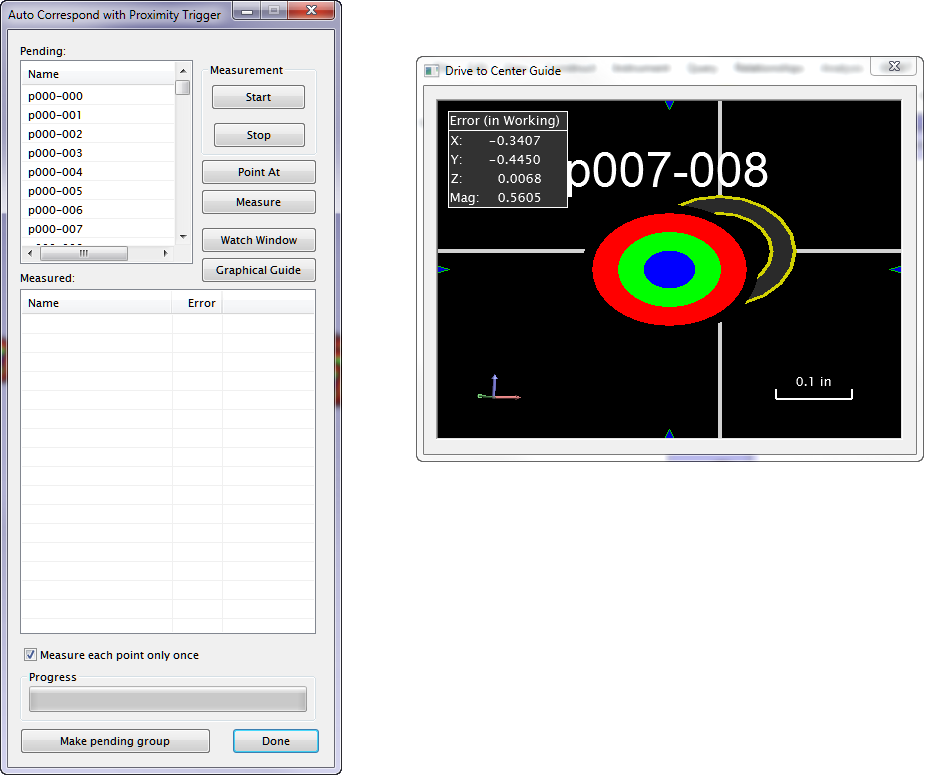 Auto Correspond with Proximity Trigger
Pending:
Name
p000-000
p000-001
p000-002
p000-003
p000-004
p000-005
p000-006
p000-007
Measurement
Start
Stop
Point At
Measure
Watch Window
Graphical Guide
Measured:
Name Error
Measure each point only once
Progress
Make pending group
Done
Drive to Center Guide
Error (in Working)
X: -0.3407
Y: -0.4450
Z: 0.0068
Mag: 0.5605
p007-008
0.1 in